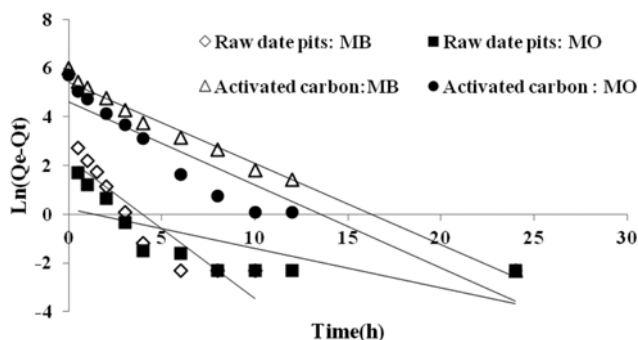 8
◇ Raw date pits: MB ■ Raw date pits: MO
6
△ Activated carbon:MB ● Activated carbon : MO
4
Ln(Qe-Qt)
2
0
0 5 10 15 20 25 30
-2
-4
Time(h)